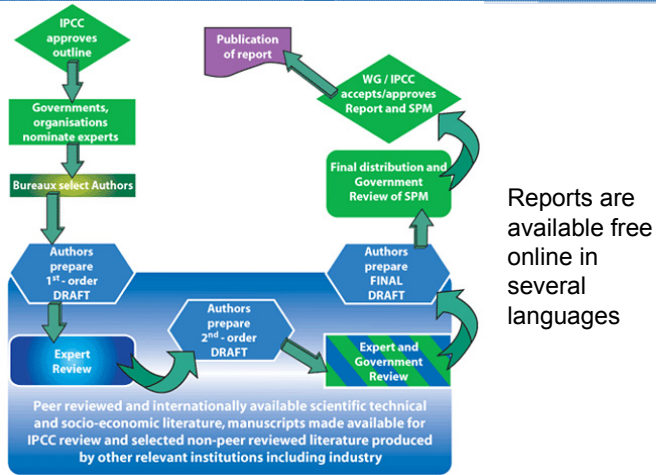 IPCC
approves
outline
Governments,
organisations
nominate experts
Bureaux select Authors
Authors
prepare
1st - order
DRAFT
Expert
Review
Authors
prepare
2nd - order
DRAFT
Expert and
Government
Review
Authors
prepare
FINAL
DRAFT
Final distribution and
Government
Review of SPM
WG / IPCC
accepts/approves
Report and SPM
Publication
of report
Peer reviewed and internationally available scientific technical
and socio-economic literature, manuscripts made available for
IPCC review and selected non-peer reviewed literature produced
by other relevant institutions including industry
Reports are
available free
online in
several
languages